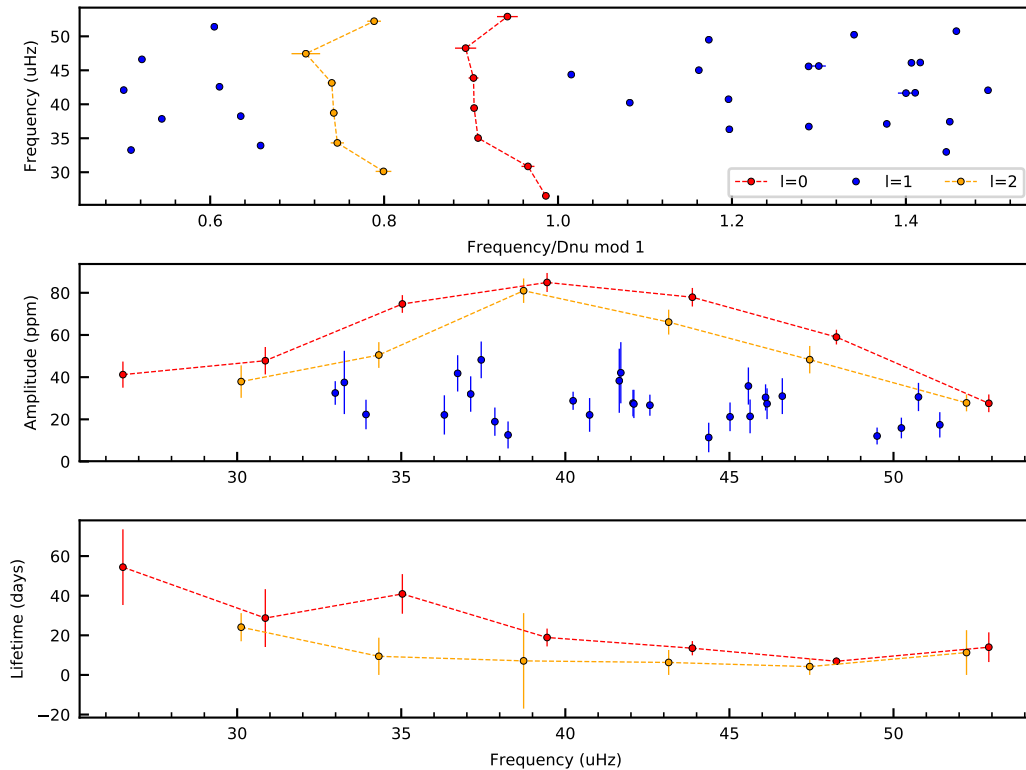 Frequency (uHz)
50
45
40
35
30
l=0 l=1 l=2
0.6 0.8 1.0 1.2 1.4
Frequency/Dnu mod 1
Amplitude (ppm)
80
60
40
20
0
30 35 40 45 50
Lifetime (days)
60
40
20
0
−20
30 35 40 45 50
Frequency (uHz)